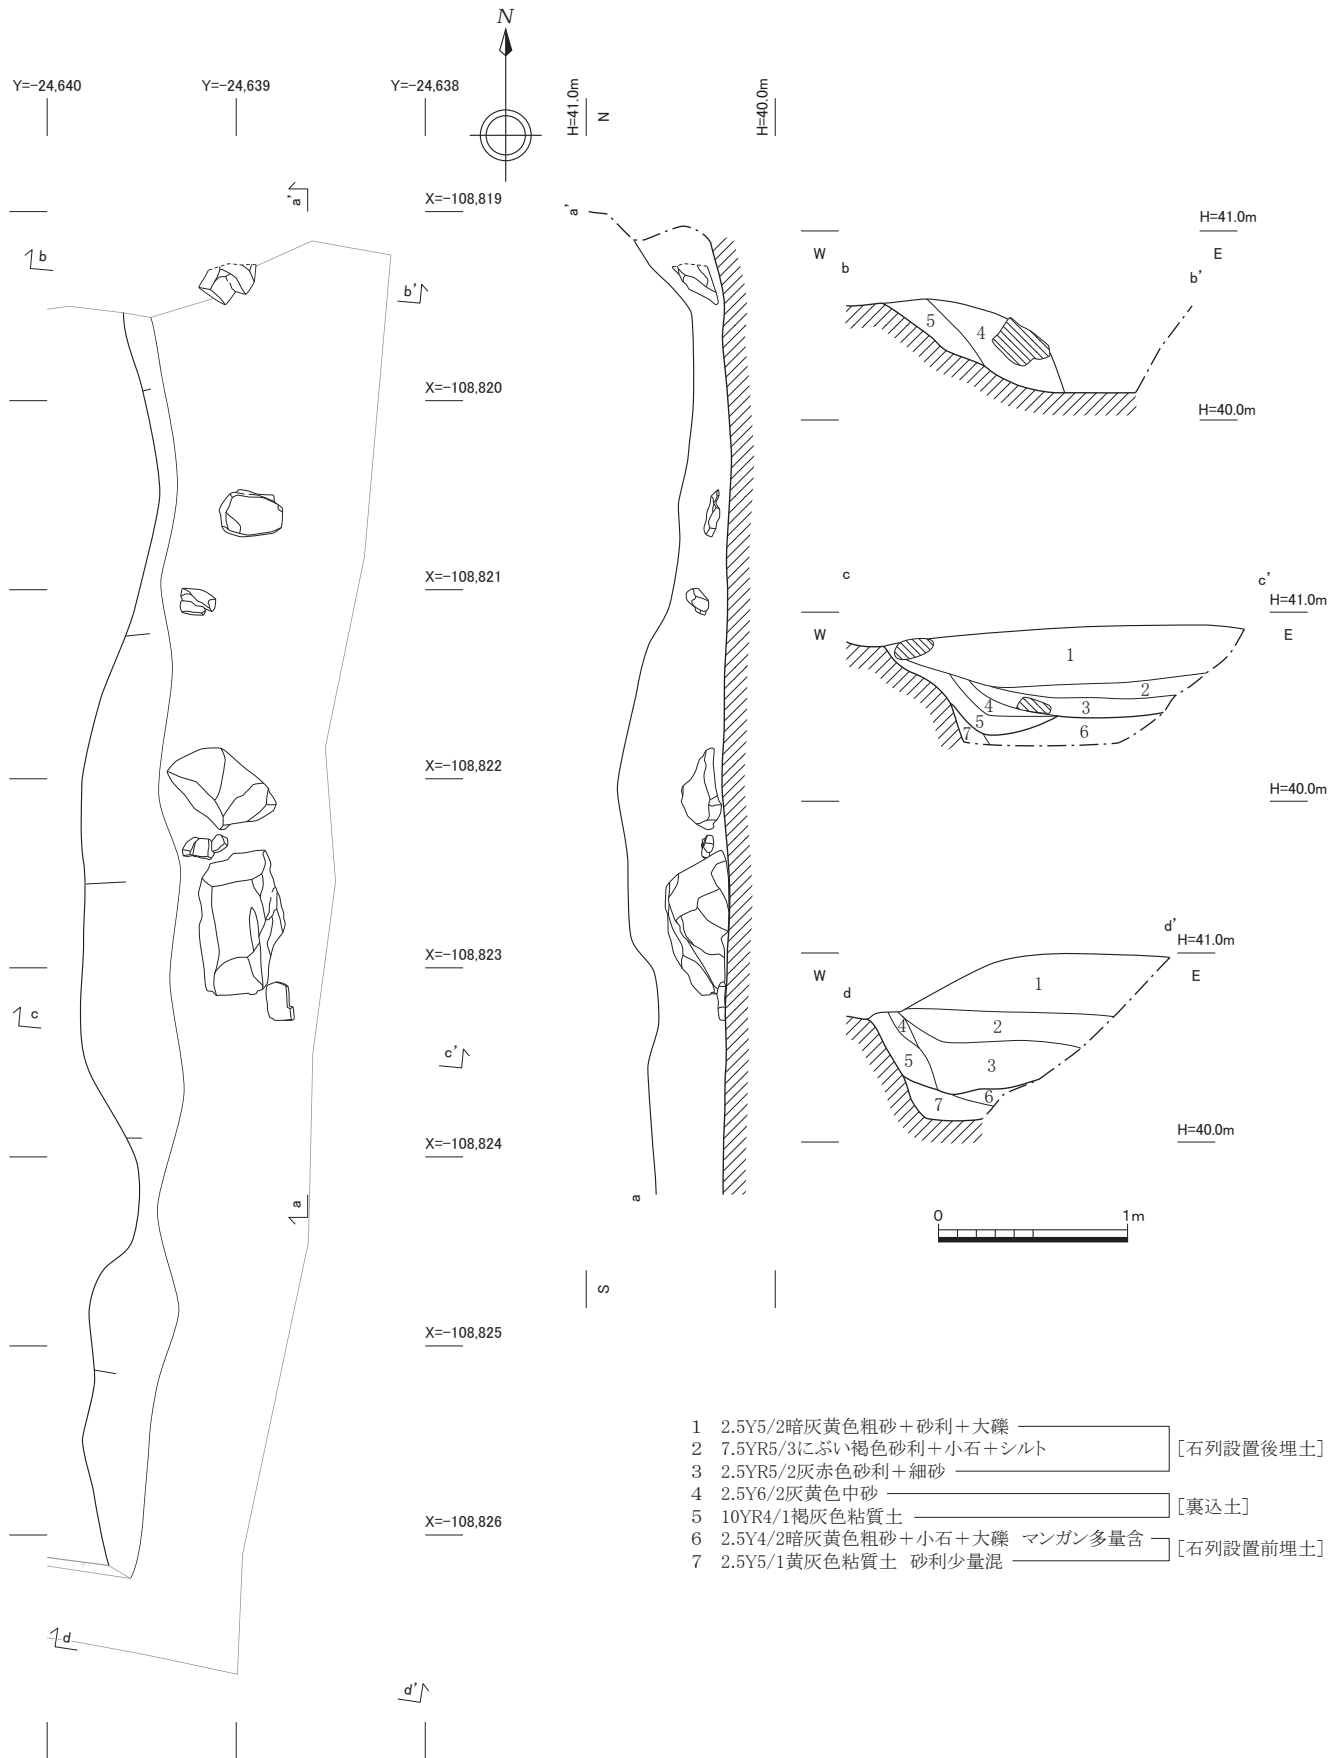 N
Y=-24,640
Y=-24,639
Y=-24,638
H=41.0m
N
H=40.0m
a'
X=-108,819
a'
H=41.0m
W
E
b
b
b'
b'
5
4
X=-108,820
H=40.0m
X=-108,821
c
c'
H=41.0m
W
E
1
2
3
4
5
6
7
X=-108,822
H=40.0m
d'
H=41.0m
X=-108,823
W
E
d
1
2
3
4
5
6
7
c
c'
X=-108,824
H=40.0m
a
a
0
1m
S
X=-108,825
1 2.5Y5/2暗灰黄色粗砂+砂利+大礫
2 7.5YR5/3にぶい褐色砂利+小石+シルト
[石列設置後埋土]
3 2.5YR5/2灰赤色砂利+細砂
4 2.5Y6/2灰黄色中砂
[裏込土]
5 10YR4/1褐灰色粘質土
X=-108,826
6 2.5Y4/2暗灰黄色粗砂+小石+大礫 マンガン多量含
[石列設置前埋土]
7 2.5Y5/1黄灰色粘質土 砂利少量混
d
d'